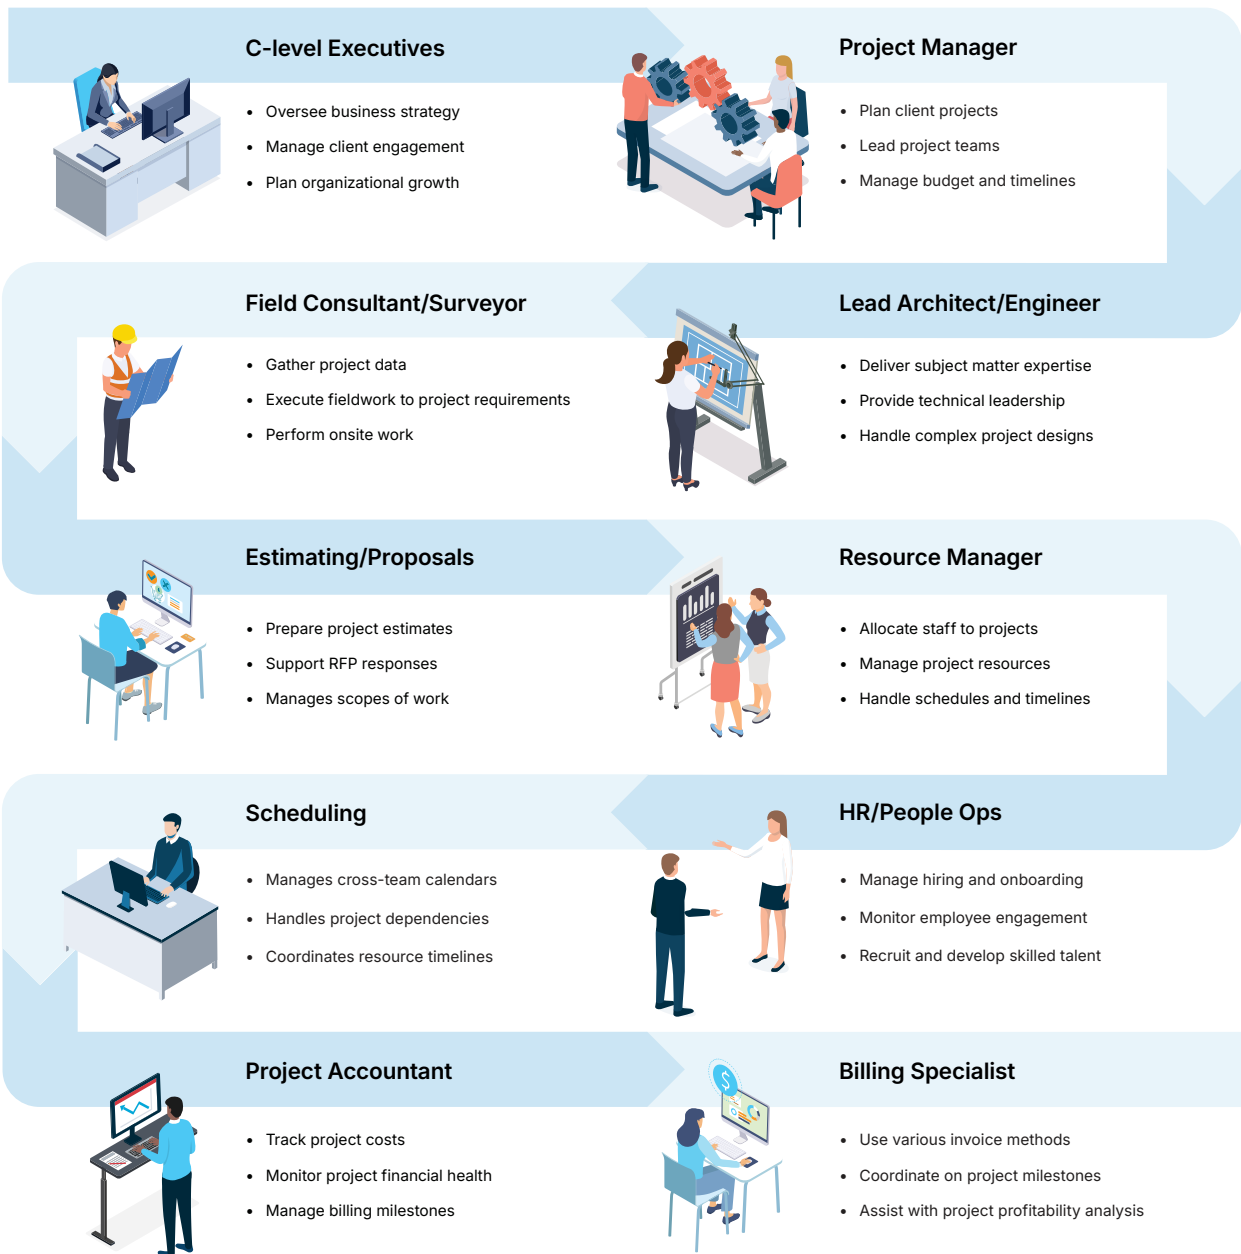 C-level Executives
• Oversee business strategy
• Manage client engagement
• Plan organizational growth
Project Manager
• Plan client projects
• Lead project teams
• Manage budget and timelines
Lead Architect/Engineer
• Deliver subject matter expertise
• Provide technical leadership
• Handle complex project designs
Field Consultant/Surveyor
• Gather project data
• Execute fieldwork to project requirements
• Perform onsite work
Estimating/Proposals
• Prepare project estimates
• Support RFP responses
• Manages scopes of work
Resource Manager
• Allocate staff to projects
• Manage project resources
• Handle schedules and timelines
HR/People Ops
• Manage hiring and onboarding
• Monitor employee engagement
• Recruit and develop skilled talent
Scheduling
• Manages cross-team calendars
• Handles project dependencies
• Coordinates resource timelines
Project Accountant
• Track project costs
• Monitor project financial health
• Manage billing milestones
Billing Specialist
$
• Use various invoice methods
• Coordinate on project milestones
• Assist with project profitability analysis